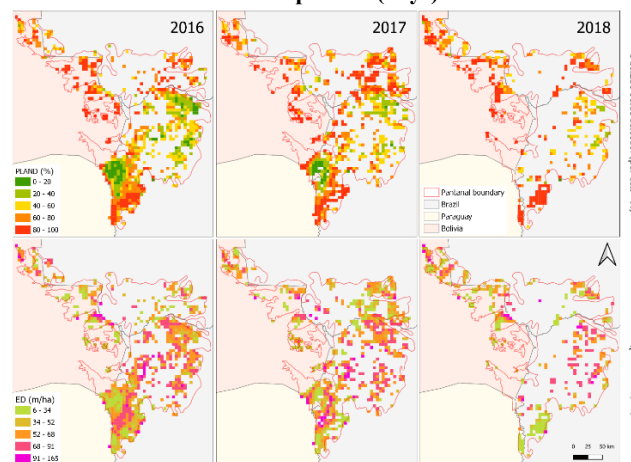 2016
2017
2018
PLAND (%)
0 - 20
20 - 40
40 - 60
60 - 80
80 - 100
Pantanal boundary
Brazil
Paraguay
Bolivia
ED (m/ha)
6 - 34
34 - 52
52 - 68
68 - 91
91 - 165
0 25 50 km